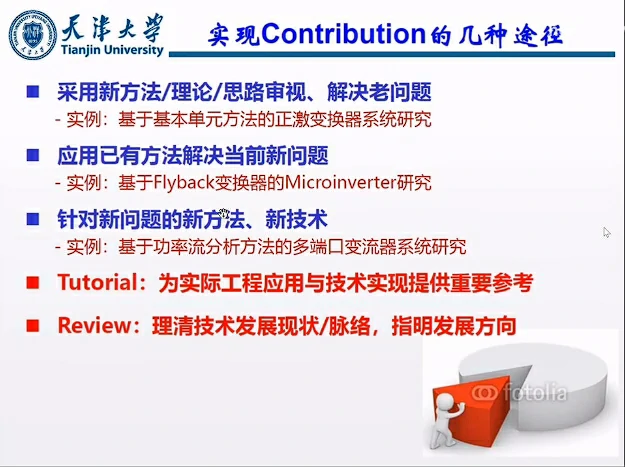 天津大学
Tianjin University
实现Contribution的几种途径
采用新方法/理论/思路审视、解决老问题
- 实例：基于基本单元方法的正激变换器系统研究
应用已有方法解决当前新问题
- 实例：基于Flyback变换器的Microinverter研究
针对新问题的新方法、新技术
- 实例：基于功率流分析方法的多端口变流器系统研究
Tutorial：为实际工程应用与技术实现提供重要参考
Review：理清技术发展现状/脉络，指明发展方向
fotolia